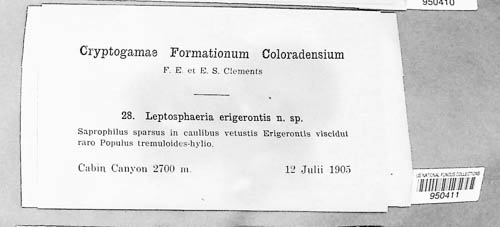 950410
Cryptogamae Formationum Coloradensium
F. E. et E. S. Clements
28. Leptosphaeria erigerontis n. sp.
Saprophilus sparsus in caulibus vetustis Erigerontis viscidui
raro Populus tremuloides-hylio.
Cabin Canyon 2700 m. 12 Julii 1905
US NATIONAL FUNGUS COLLECTIONS
950411